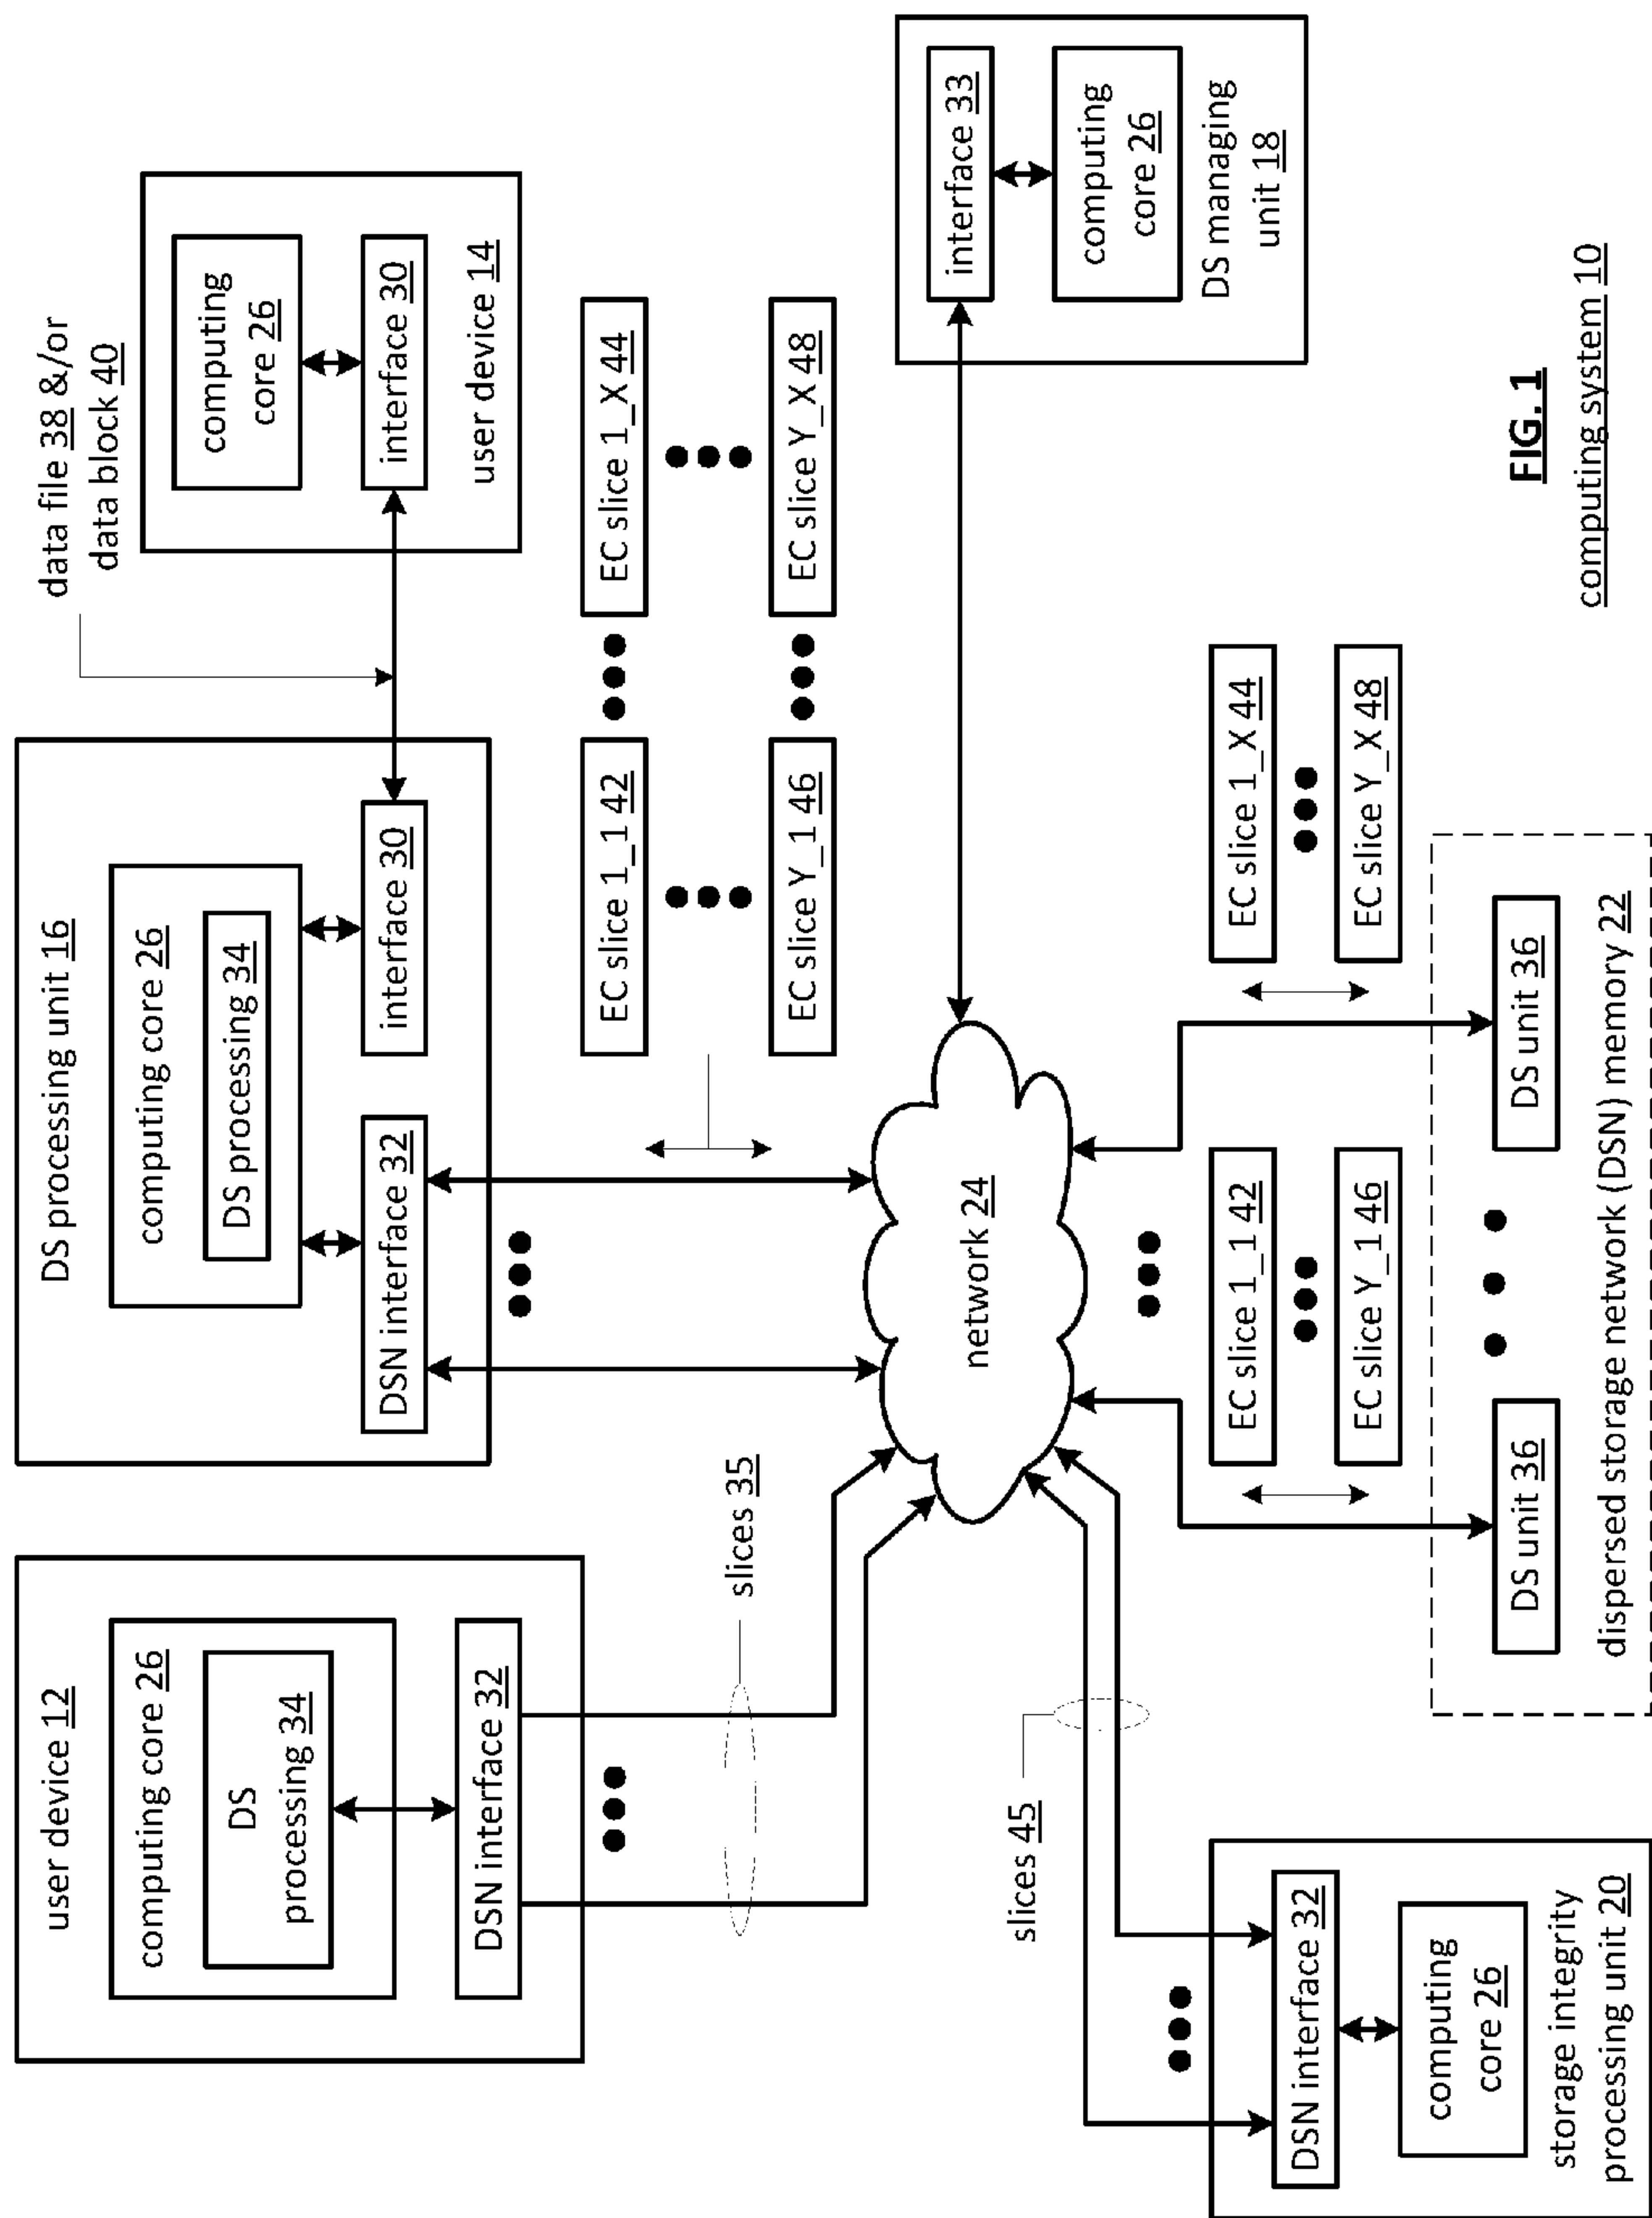 user device 12
computing core 26
DS
processing 34
DSN interface 32
slices 35
DS processing unit 16
computing core 26
DS processing 34
DSN interface 32
interface 30
data file 38 &/or
data block 40
computing
core 26
interface 30
user device 14
EC slice 1_1 42
EC slice 1_X 44
EC slice Y_1 46
EC slice Y_X 48
network 24
interface 33
computing
core 26
DS managing
unit 18
slices 45
DSN interface 32
computing
core 26
storage integrity
processing unit 20
EC slice 1_1 42
EC slice Y_1 46
EC slice 1_X 44
EC slice Y_X 48
DS unit 36
DS unit 36
dispersed storage network (DSN) memory 22
FIG. 1
computing system 10